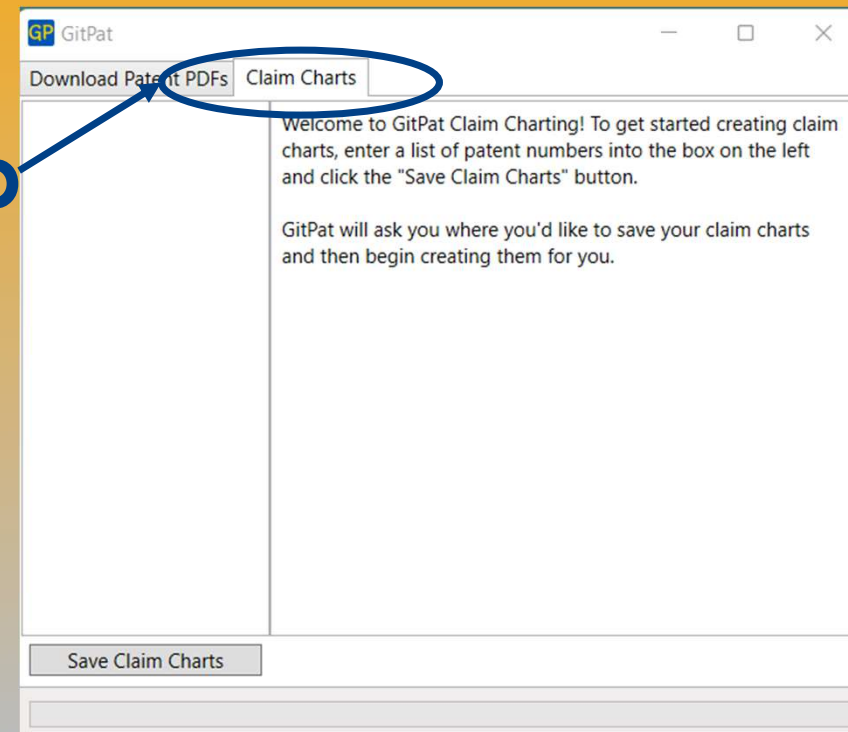 GP GitPat
Download Patent PDFs Claim Charts
Welcome to GitPat Claim Charting! To get started creating claim
charts, enter a list of patent numbers into the box on the left
and click the "Save Claim Charts" button.
GitPat will ask you where you'd like to save your claim charts
and then begin creating them for you.
Save Claim Charts